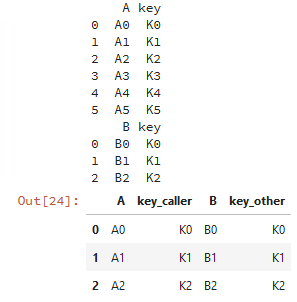 A key
0 A0 K0
1 A1 K1
2 A2 K2
3 A3 K3
4 A4 K4
5 A5 K5
B key
0 B0 K0
1 B1 K1
2 B2 K2
Out[24]: A key_caller B key_other
0 A0 K0 B0 K0
1 A1 K1 B1 K1
2 A2 K2 B2 K2